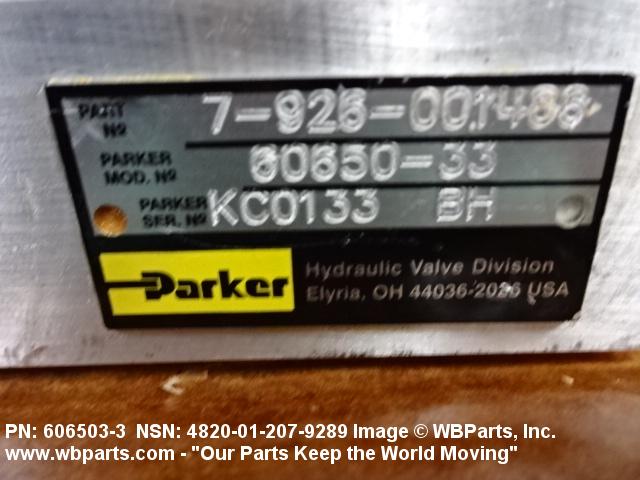 PART Nº 7-926-001488
PARKER MOD. Nº 60650-33
PARKER SER. Nº KC0133 BH
Parker
Hydraulic Valve Division
Elyria, OH 44036-2026 USA
PN: 606503-3 NSN: 4820-01-207-9289 Image © WBParts, Inc.
www.wbparts.com - "Our Parts Keep the World Moving"